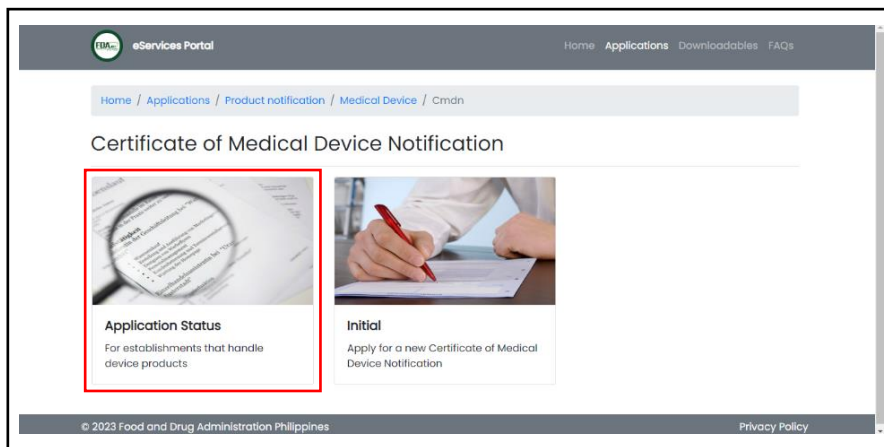 FDA
eServices Portal
Home Applications Downloadables FAQs
Home / Applications / Product notification / Medical Device / Cmdn
Certificate of Medical Device Notification
Application Status
For establishments that handle
device products
Initial
Apply for a new Certificate of Medical
Device Notification
© 2023 Food and Drug Administration Philippines
Privacy Policy